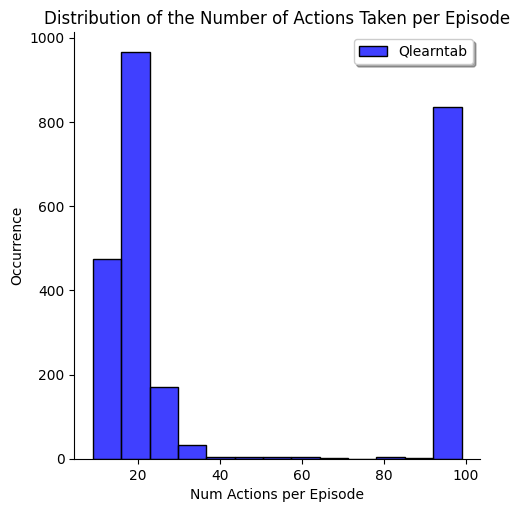 Distribution of the Number of Actions Taken per Episode
Qlearntab
1000
800
600
400
200
0
Occurrence
20 40 60 80 100
Num Actions per Episode